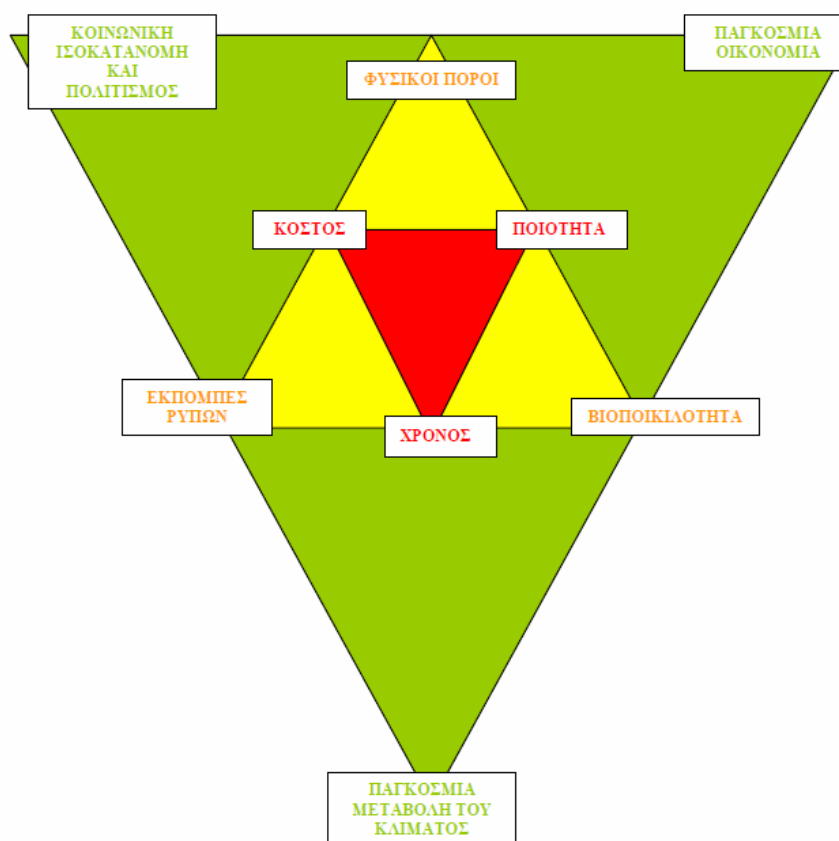 ΚΟΙΝΩΝΙΚΗ
ΙΣΟΚΑΤΑΝΟΜΗ
ΚΑΙ
ΠΟΛΙΤΙΣΜΟΣ
ΠΑΓΚΟΣΜΙΑ
ΟΙΚΟΝΟΜΙΑ
ΦΥΣΙΚΟΙ ΠΟΡΟΙ
ΚΟΣΤΟΣ
ΠΟΙΟΤΗΤΑ
ΕΚΠΟΜΠΕΣ
ΡΥΠΩΝ
ΧΡΟΝΟΣ
ΒΙΟΠΟΙΚΙΛΟΤΗΤΑ
ΠΑΓΚΟΣΜΙΑ
ΜΕΤΑΒΟΛΗ ΤΟΥ
ΚΛΙΜΑΤΟΣ